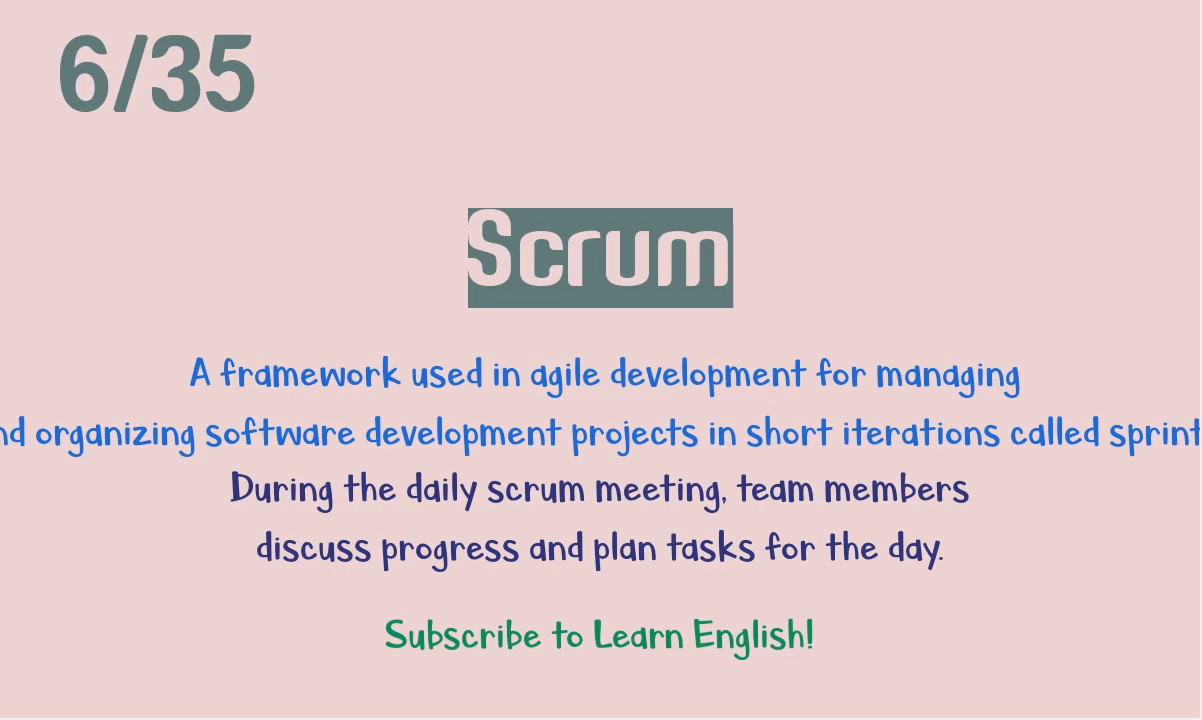 6/35
Scrum
A framework used in agile development for managing
nd organizing software development projects in short iterations called sprint
During the daily scrum meeting, team members
discuss progress and plan tasks for the day.
Subscribe to Learn English!